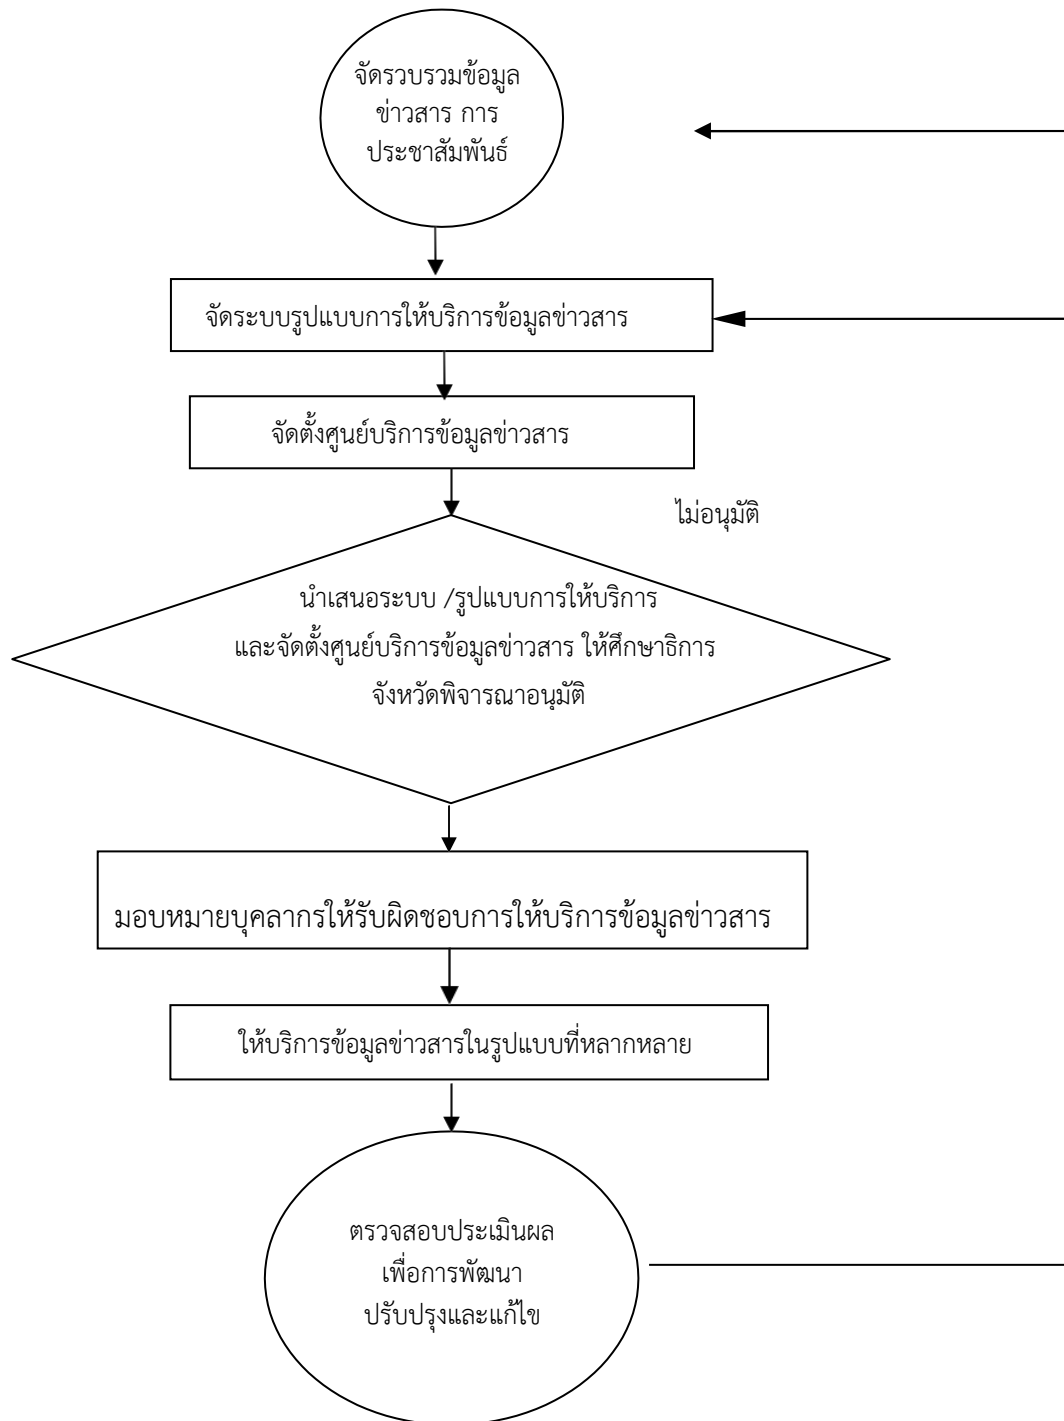 จัดรวบรวมข้อมูล
ข่าวสาร การ
ประชาสัมพันธ์
จัดระบบรูปแบบการให้บริการข้อมูลข่าวสาร
จัดตั้งศูนย์บริการข้อมูลข่าวสาร
ไม่อนุมัติ
นำเสนอระบบ /รูปแบบการให้บริการ
และจัดตั้งศูนย์บริการข้อมูลข่าวสาร ให้ศึกษาธิการ
จังหวัดพิจารณาอนุมัติ
มอบหมายบุคลากรให้รับผิดชอบการให้บริการข้อมูลข่าวสาร
ให้บริการข้อมูลข่าวสารในรูปแบบที่หลากหลาย
ตรวจสอบประเมินผล
เพื่อการพัฒนา
ปรับปรุงและแก้ไข